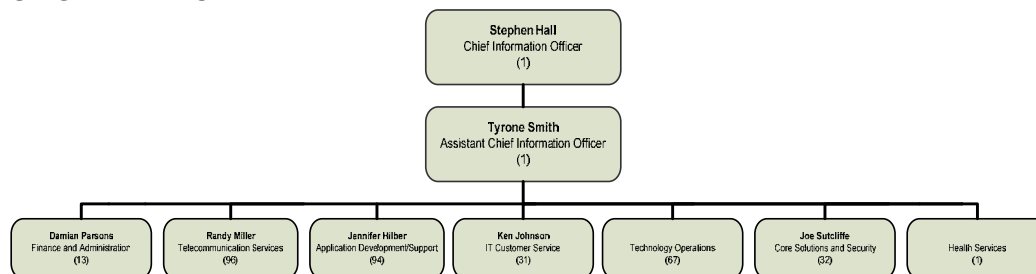 Stephen Hall
Chief Information Officer
(1)
Tyrone Smith
Assistant Chief Information Officer
(1)
Damian Parsons
Finance and Administration
(13)
Randy Miller
Telecommunication Services
(96)
Jennifer Hilber
Application Development/Support
(94)
Ken Johnson
IT Customer Service
(31)
Technology Operations
(67)
Joe Sutcliffe
Core Solutions and Security
(32)
Health Services
(1)